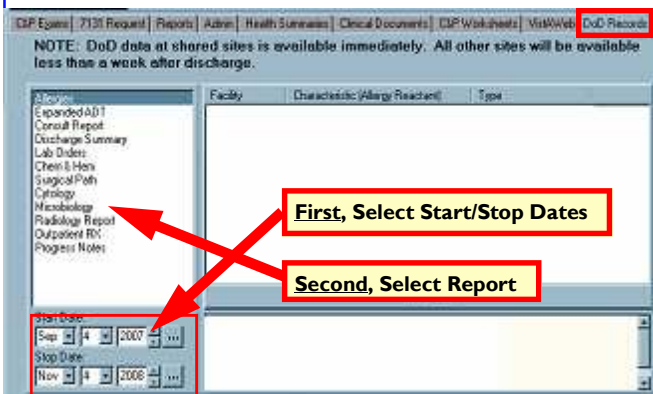 C&P Exams 7131 Request Reports Admin Health Summaries Clinical Documents C&P Worksheets VistAWeb DoD Records
NOTE: DoD data at shared sites is available immediately. All other sites will be available
less than a week after discharge.
Allergies
Expanded ADT
Consult Report
Discharge Summary
Lab Orders
Chem & Hem
Surgical Path
Cytology
Microbiology
Radiology Report
Outpatient RX
Progress Notes
Facility Characteristic (Allergy Reactant) Type
First, Select Start/Stop Dates
Second, Select Report
Start Date:
Sep 4 2007 ...
Stop Date:
Nov 4 2008 ...